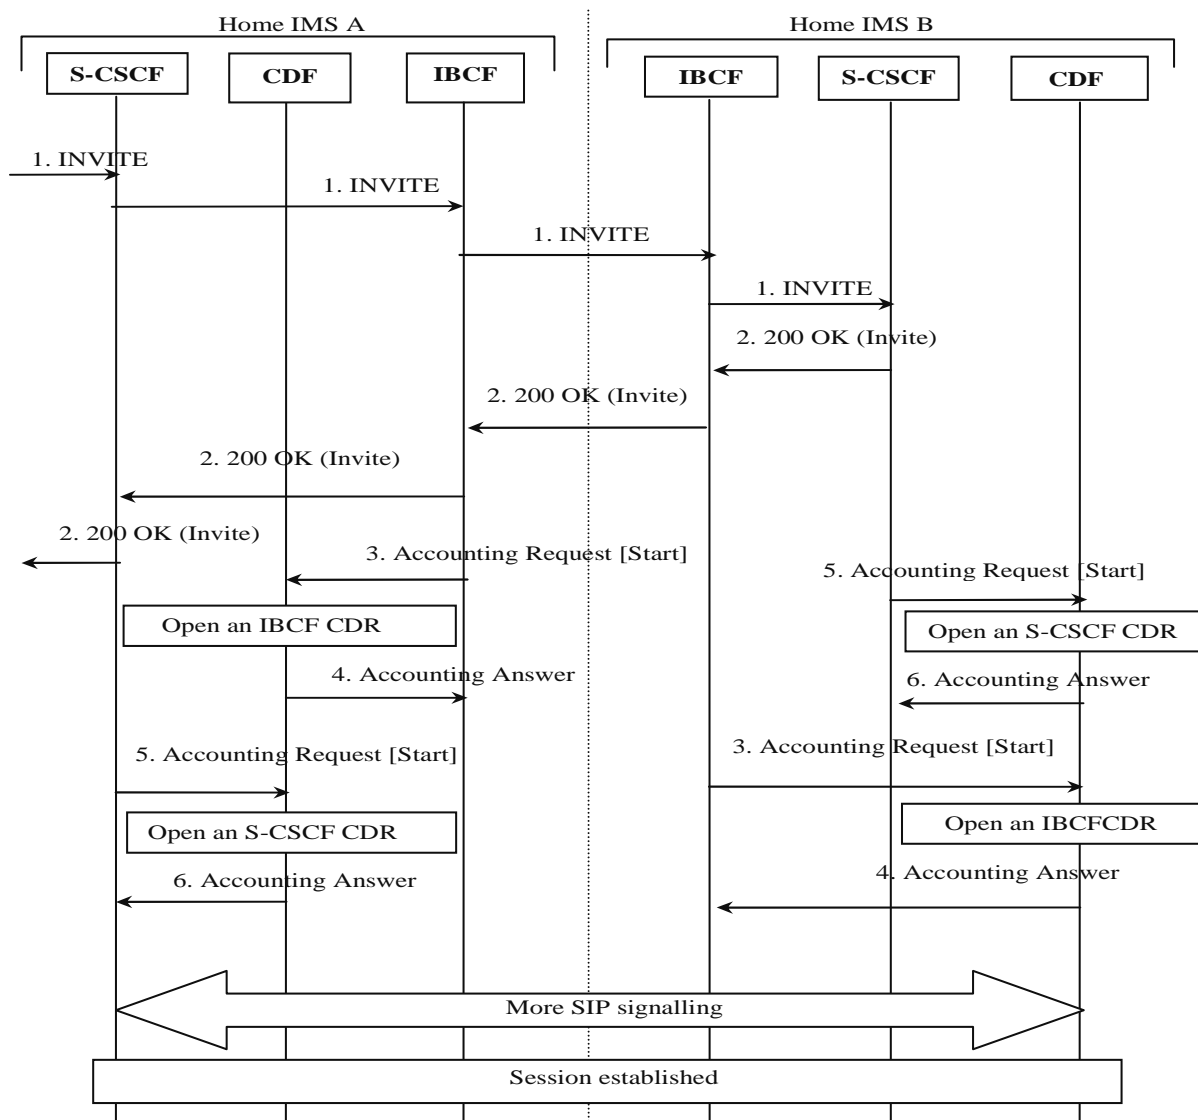 Home IMS A
Home IMS B
S-CSCF
CDF
IBCF
IBCF
S-CSCF
CDF
1. INVITE
1. INVITE
1. INVITE
1. INVITE
2. 200 OK (Invite)
2. 200 OK (Invite)
2. 200 OK (Invite)
2. 200 OK (Invite)
3. Accounting Request [Start]
5. Accounting Request [Start]
Open an IBCF CDR
Open an S-CSCF CDR
4. Accounting Answer
6. Accounting Answer
5. Accounting Request [Start]
3. Accounting Request [Start]
Open an S-CSCF CDR
Open an IBCFCDR
6. Accounting Answer
4. Accounting Answer
More SIP signalling
Session established